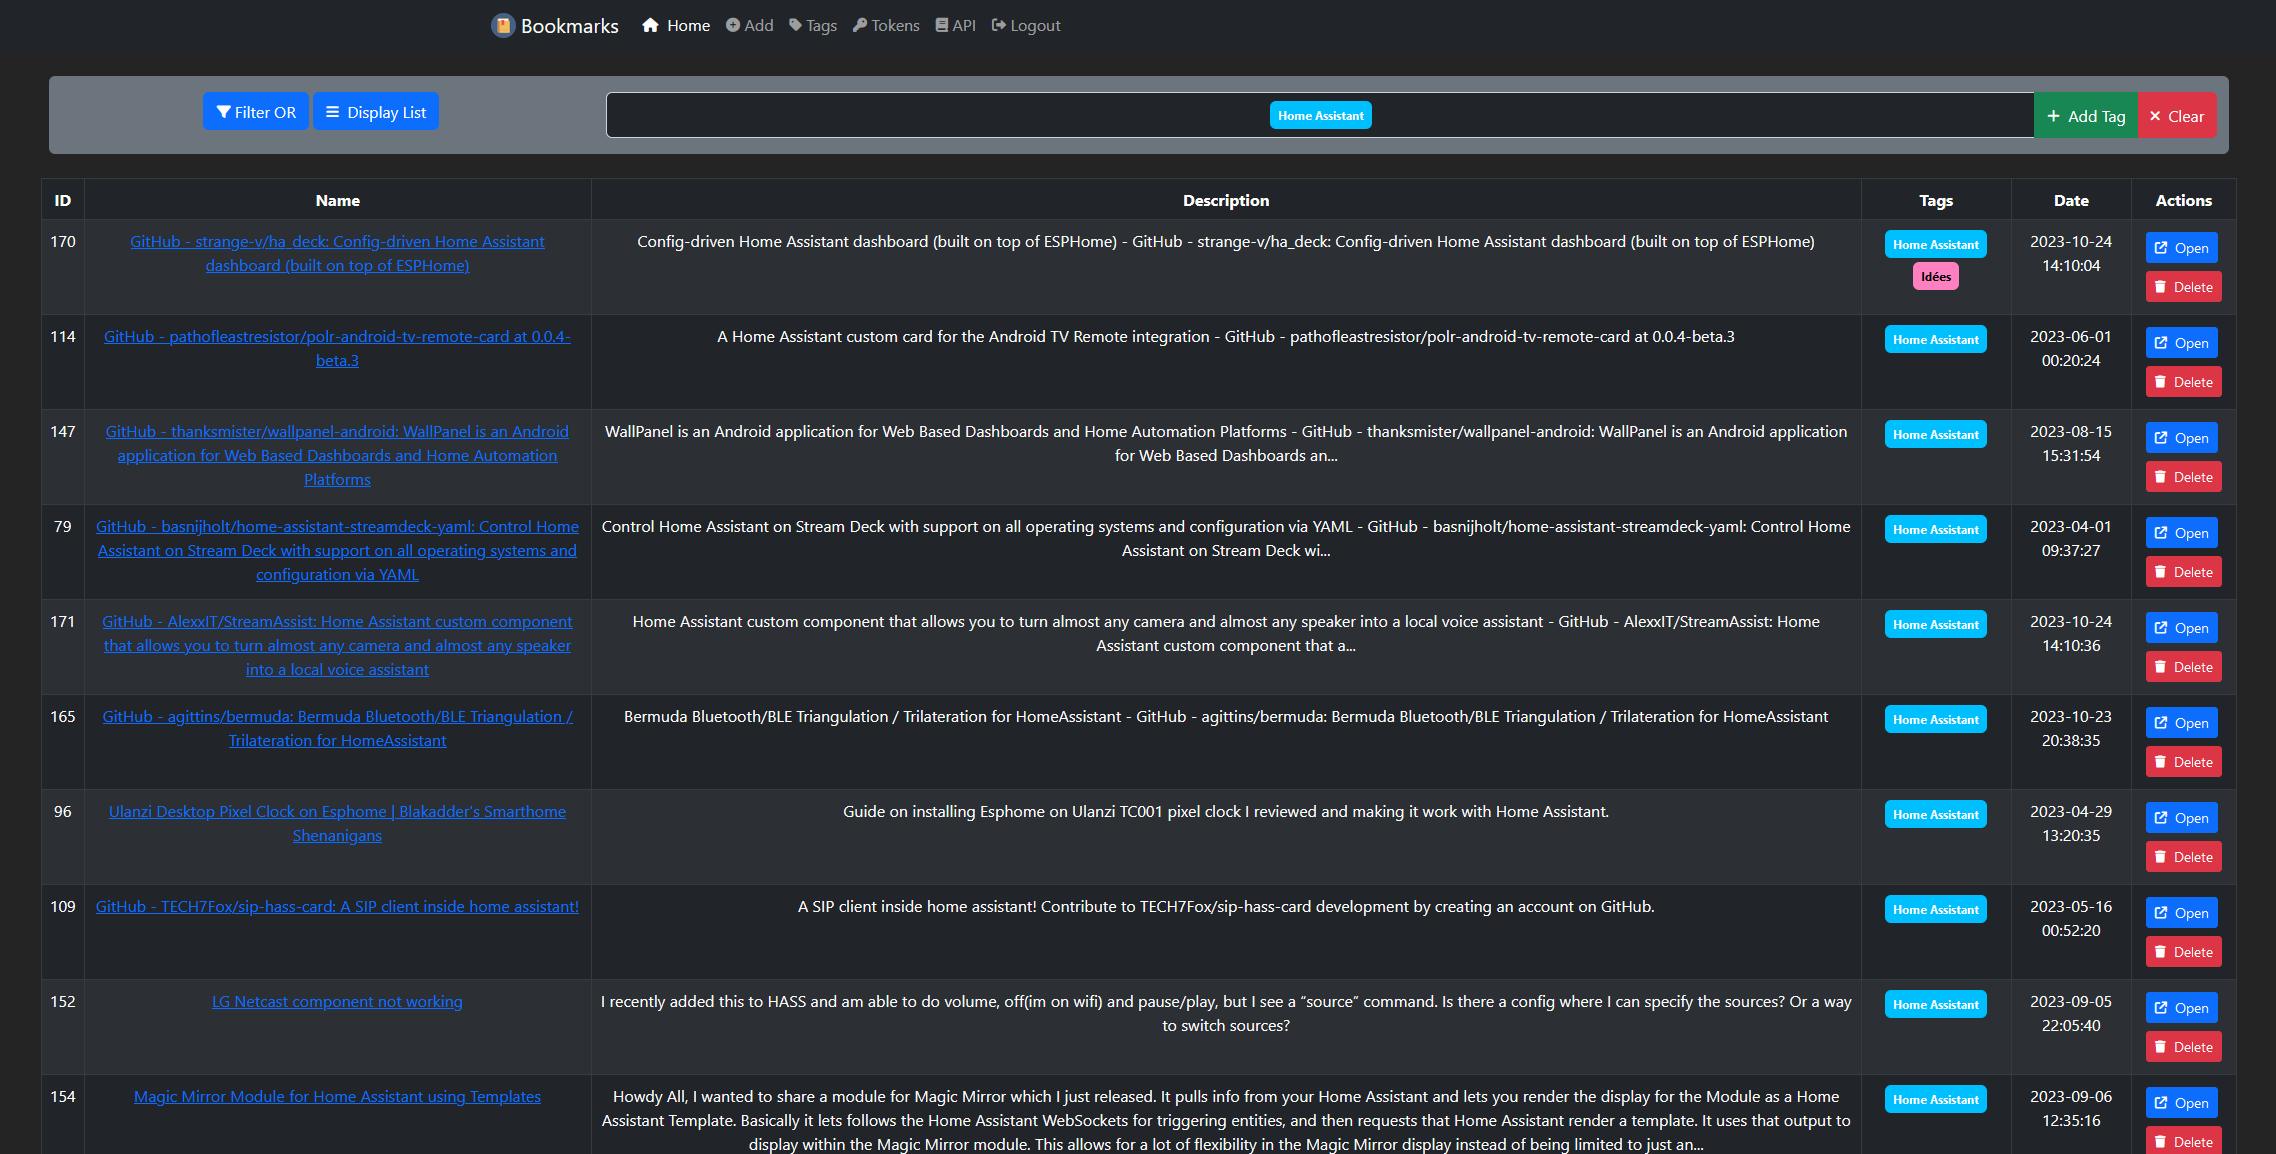 Bookmarks Home Add Tags Tokens API Logout
Filter OR Display List Home Assistant Add Tag Clear
ID Name Description Tags Date Actions
170 GitHub - strange-v/ha_deck: Config-driven Home Assistant Config-driven Home Assistant dashboard (built on top of ESPHome) - GitHub - strange-v/ha_deck: Config-driven Home Assistant dashboard (built on top of ESPHome) Home Assistant 2023-10-24 Open
dashboard (built on top of ESPHome) Idées 14:10:04 Delete
114 GitHub - pathofleastresistor/polr-android-tv-remote-card at 0.0.4- A Home Assistant custom card for the Android TV Remote integration - GitHub - pathofleastresistor/polr-android-tv-remote-card at 0.0.4-beta.3 Home Assistant 2023-06-01 Open
beta.3 00:20:24 Delete
147 GitHub - thanksmister/wallpanel-android: WallPanel is an Android WallPanel is an Android application for Web Based Dashboards and Home Automation Platforms - GitHub - thanksmister/wallpanel-android: WallPanel is an Android application Home Assistant 2023-08-15 Open
application for Web Based Dashboards and Home Automation for Web Based Dashboards an... 15:31:54
Platforms Delete
79 GitHub - basnijholt/home-assistant-streamdeck-yaml: Control Home Control Home Assistant on Stream Deck with support on all operating systems and configuration via YAML - GitHub - basnijholt/home-assistant-streamdeck-yaml: Control Home Home Assistant 2023-04-01 Open
Assistant on Stream Deck with support on all operating systems and Assistant on Stream Deck wi... 09:37:27
configuration via YAML Delete
171 GitHub - AlexxIT/StreamAssist: Home Assistant custom component Home Assistant custom component that allows you to turn almost any camera and almost any speaker into a local voice assistant - GitHub - AlexxIT/StreamAssist: Home Home Assistant 2023-10-24 Open
that allows you to turn almost any camera and almost any speaker Assistant custom component that a... 14:10:36
into a local voice assistant Delete
165 GitHub - agittins/bermuda: Bermuda Bluetooth/BLE Triangulation / Bermuda Bluetooth/BLE Triangulation / Trilateration for HomeAssistant - GitHub - agittins/bermuda: Bermuda Bluetooth/BLE Triangulation / Trilateration for HomeAssistant Home Assistant 2023-10-23 Open
Trilateration for HomeAssistant 20:38:35 Delete
96 Ulanzi Desktop Pixel Clock on Esphome | Blakadder's Smarthome Guide on installing Esphome on Ulanzi TC001 pixel clock I reviewed and making it work with Home Assistant. Home Assistant 2023-04-29 Open
Shenanigans 13:20:35 Delete
109 GitHub - TECH7Fox/sip-hass-card: A SIP client inside home assistant! A SIP client inside home assistant! Contribute to TECH7Fox/sip-hass-card development by creating an account on GitHub. Home Assistant 2023-05-16 Open
00:52:20 Delete
152 LG Netcast component not working I recently added this to HASS and am able to do volume, off(im on wifi) and pause/play, but I see a "source" command. Is there a config where I can specify the sources? Or a way Home Assistant 2023-09-05 Open
to switch sources? 22:05:40 Delete
154 Magic Mirror Module for Home Assistant using Templates Howdy All, I wanted to share a module for Magic Mirror which I just released. It pulls info from your Home Assistant and lets you render the display for the Module as a Home Home Assistant 2023-09-06 Open
Assistant Template. Basically it lets follows the Home Assistant WebSockets for triggering entities, and then requests that Home Assistant render a template. It uses that output to 12:35:16
display within the Magic Mirror module. This allows for a lot of flexibility in the Magic Mirror display instead of being limited to just an... Delete